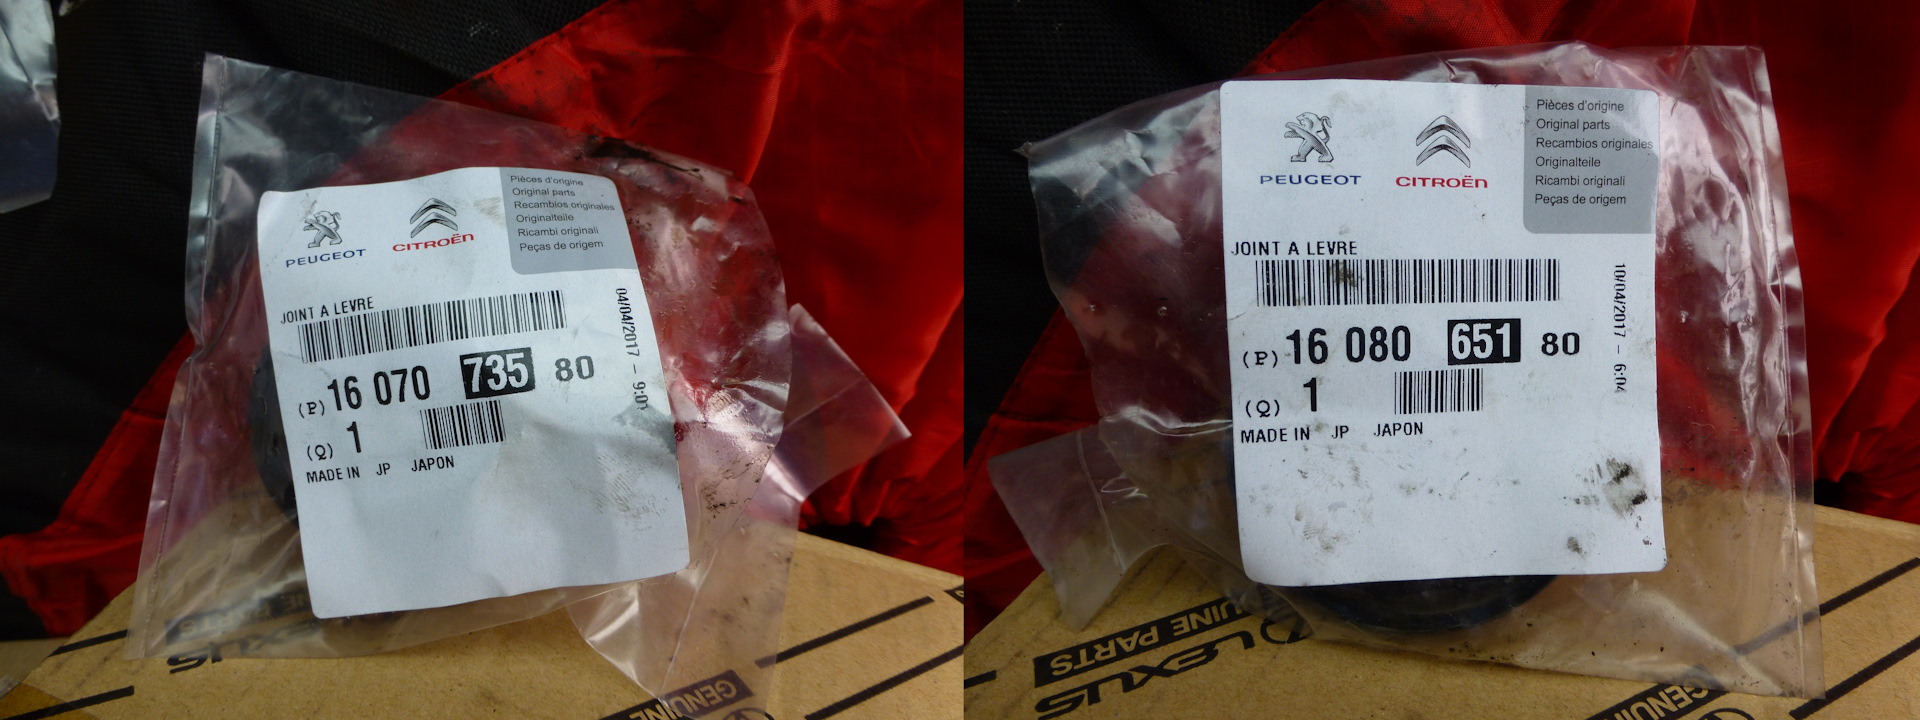 PEUGEOT
CITROËN
Pièces d'origine
Original parts
Recambios originales
Originalteile
Ricambi originali
Peças de origem
JOINT A LEVRE
(P) 16 070 735 80
(Q) 1
MADE IN JP JAPON
04/04/2017 - 9:0
LEXUS
GENUINE
PEUGEOT
CITROËN
Pièces d'origine
Original parts
Recambios originales
Originalteile
Ricambi originali
Peças de origem
JOINT A LEVRE
(P) 16 080 651 80
(Q) 1
MADE IN JP JAPON
10/04/2017 - 6:04
GENUINE PARTS
LEXUS
GENUINE